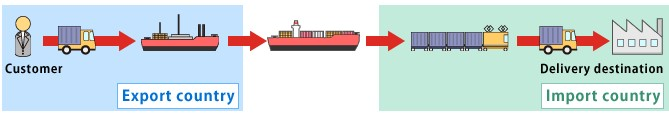 Customer
Delivery destination
Export country
Import country